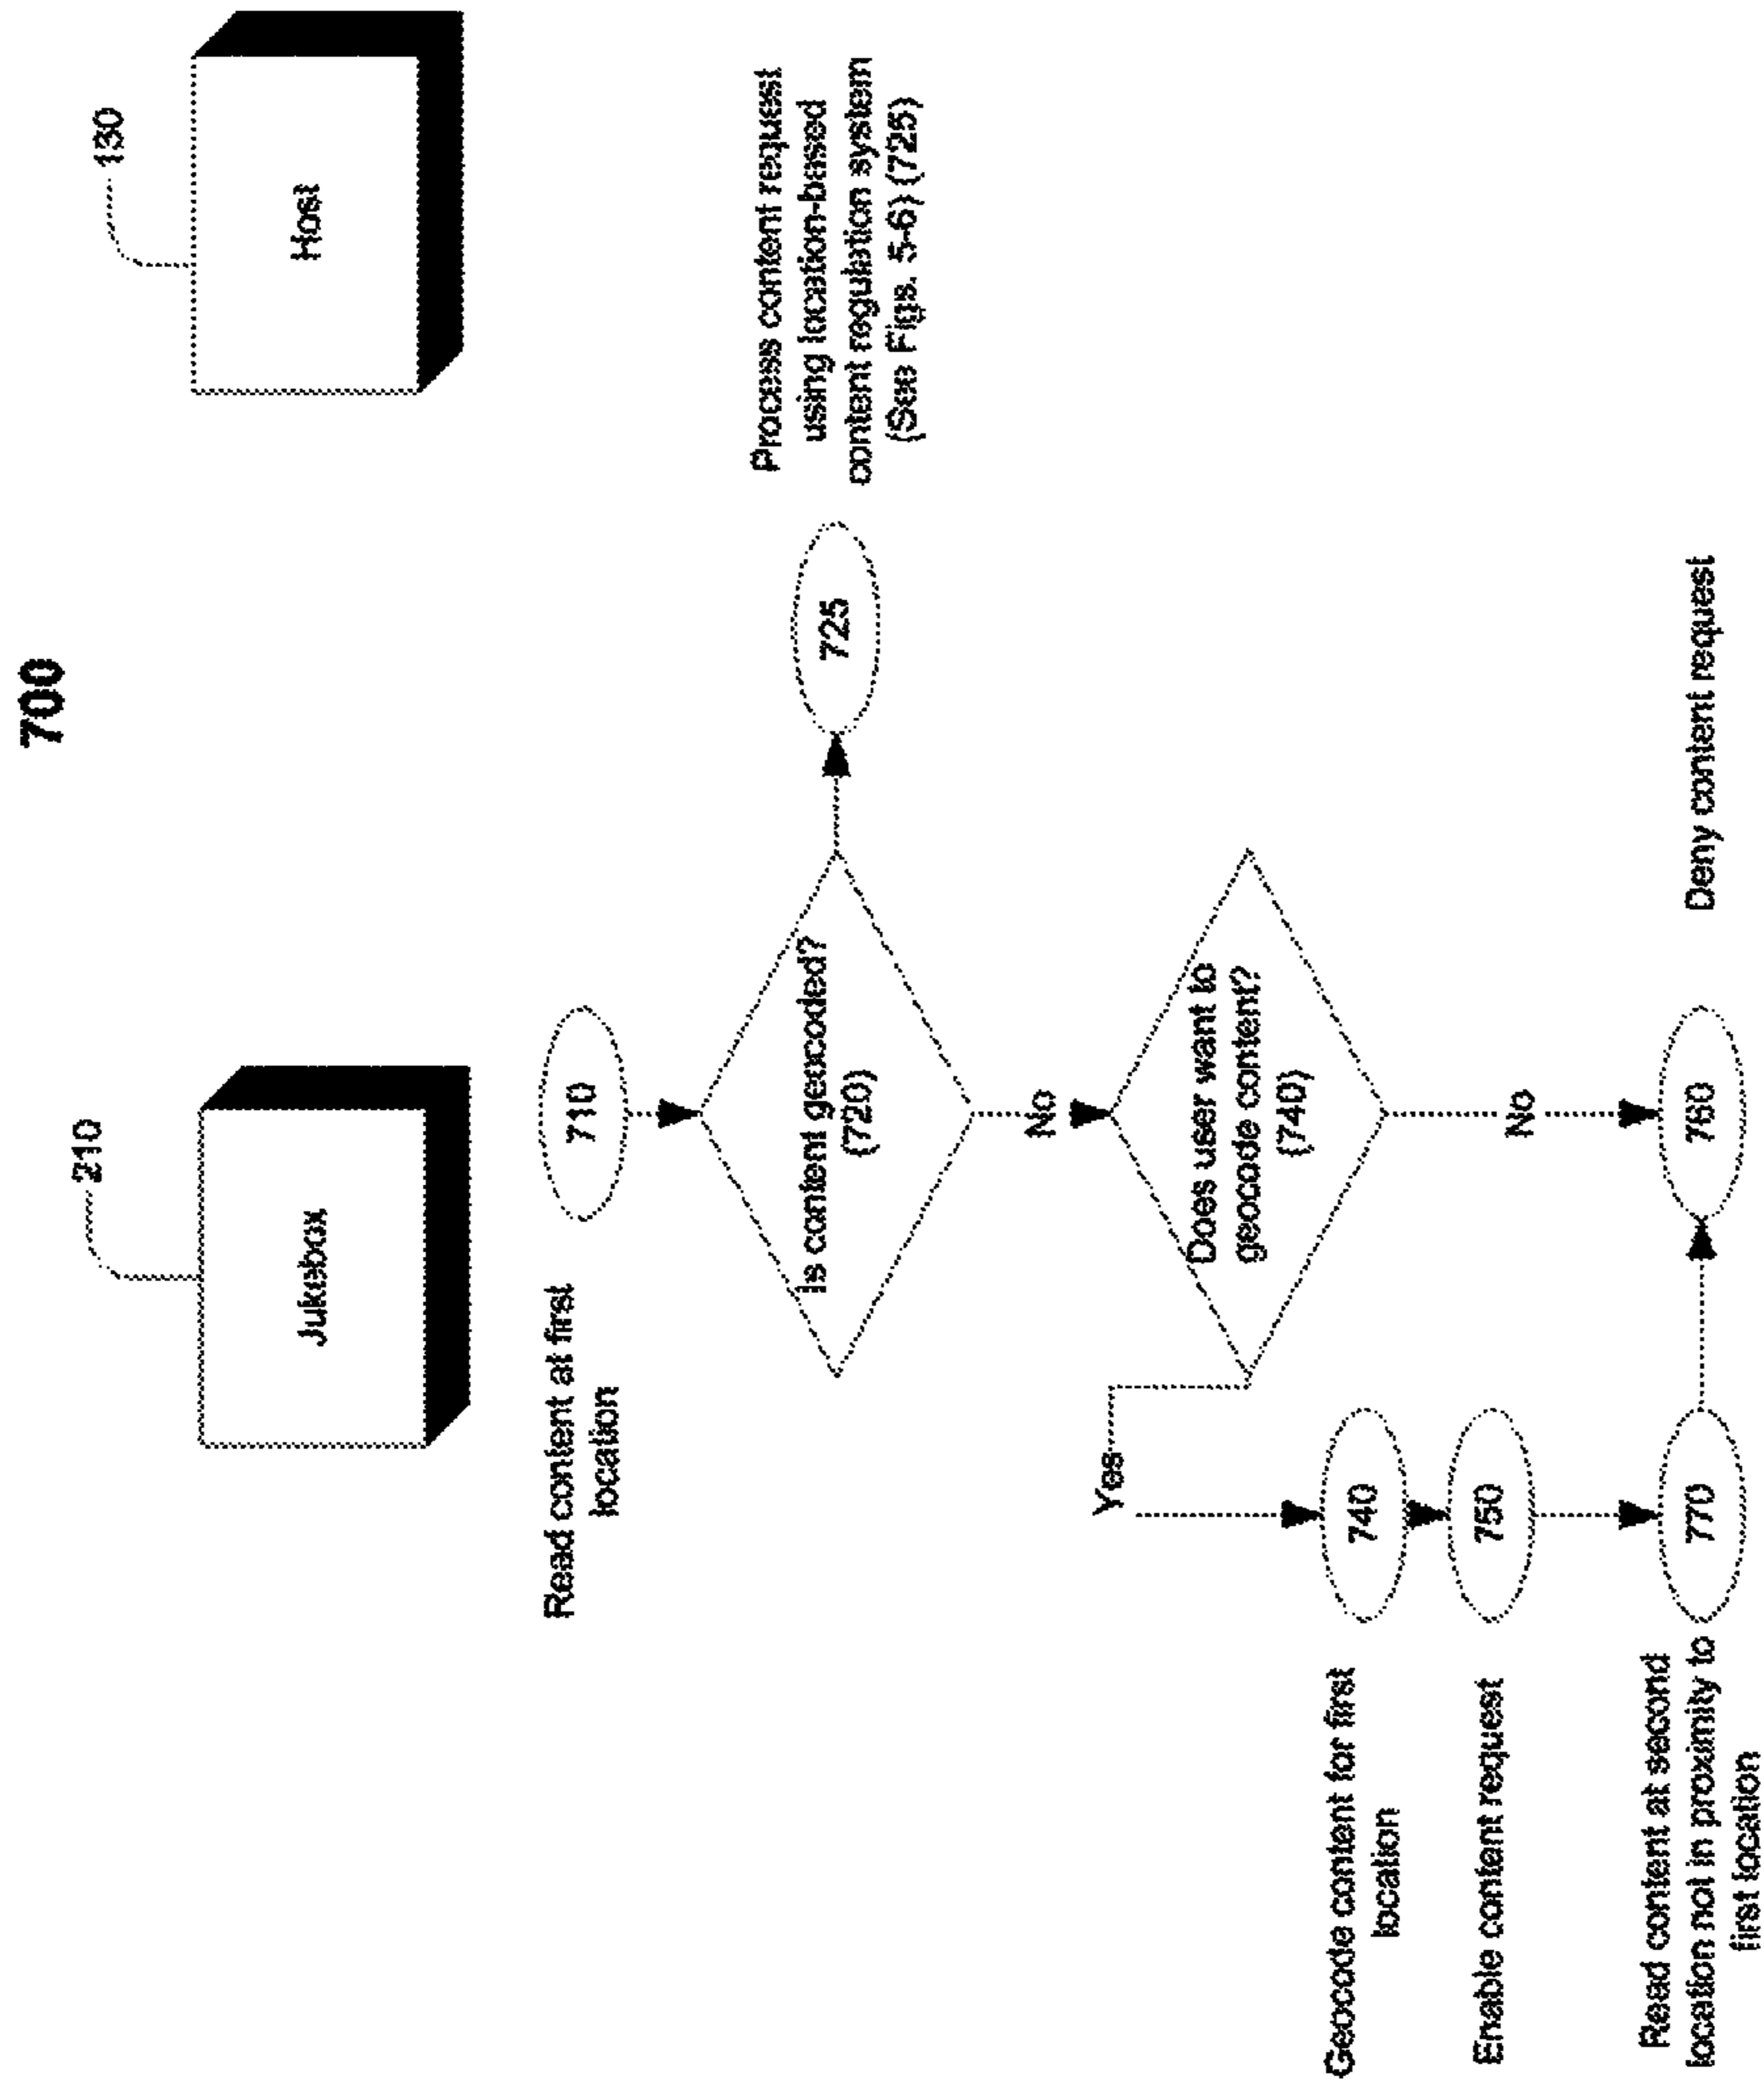 700
210
130
Jukebox
Host
Read content at first
location
710
Is content geocoded?
(720)
725
Process content request
using location-based
content regulation system
(See Figs. 5-6) (725)
No
Does user want to
geocode content?
(740)
Yes
Geocode content for first
location
740
Enable content request
750
No
Read content at second
location not in proximity to
first location
770
760
Deny content request